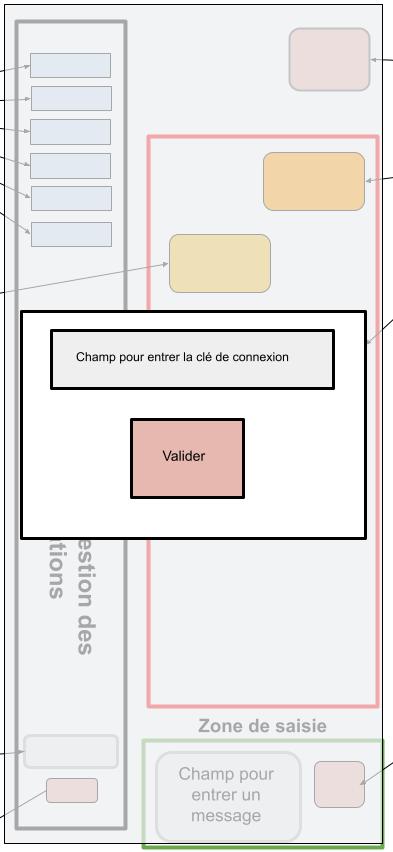 Champ pour entrer la clé de connexion
Valider
estion des
tions
Zone de saisie
Champ pour
entrer un
message